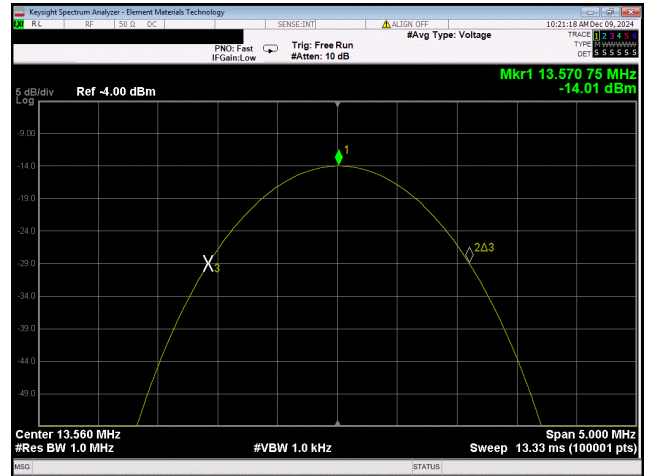 Keysight Spectrum Analyzer - Element Materials Technology
LXI RL RF 50 Ω DC SENSE:INT ALIGN OFF 10:21:18 AM Dec 09, 2024
#Avg Type: Voltage
TRACE 1 2 3 4 5 6
PNO: Fast Trig: Free Run TYPE M WWWWW
IFGain:Low #Atten: 10 dB DET S S S S S S
Mkr1 13.570 75 MHz
5 dB/div Ref -4.00 dBm -14.01 dBm
Log
-9.00
1
-14.0
-19.0
-24.0
2Δ3
-29.0
3
-34.0
-39.0
-44.0
-49.0
Center 13.560 MHz Span 5.000 MHz
#Res BW 1.0 MHz #VBW 1.0 kHz Sweep 13.33 ms (100001 pts)
MSG STATUS